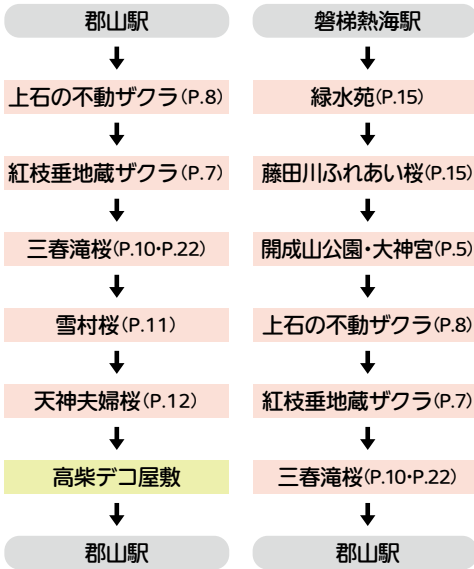 郡山駅
上石の不動ザクラ(P.8)
紅枝垂地蔵ザクラ(P.7)
三春滝桜(P.10・P.22)
雪村桜(P.11)
天神夫婦桜(P.12)
高柴デコ屋敷
郡山駅
磐梯熱海駅
緑水苑(P.15)
藤田川ふれあい桜(P.15)
開成山公園・大神宮(P.5)
上石の不動ザクラ(P.8)
紅枝垂地蔵ザクラ(P.7)
三春滝桜(P.10・P.22)
郡山駅